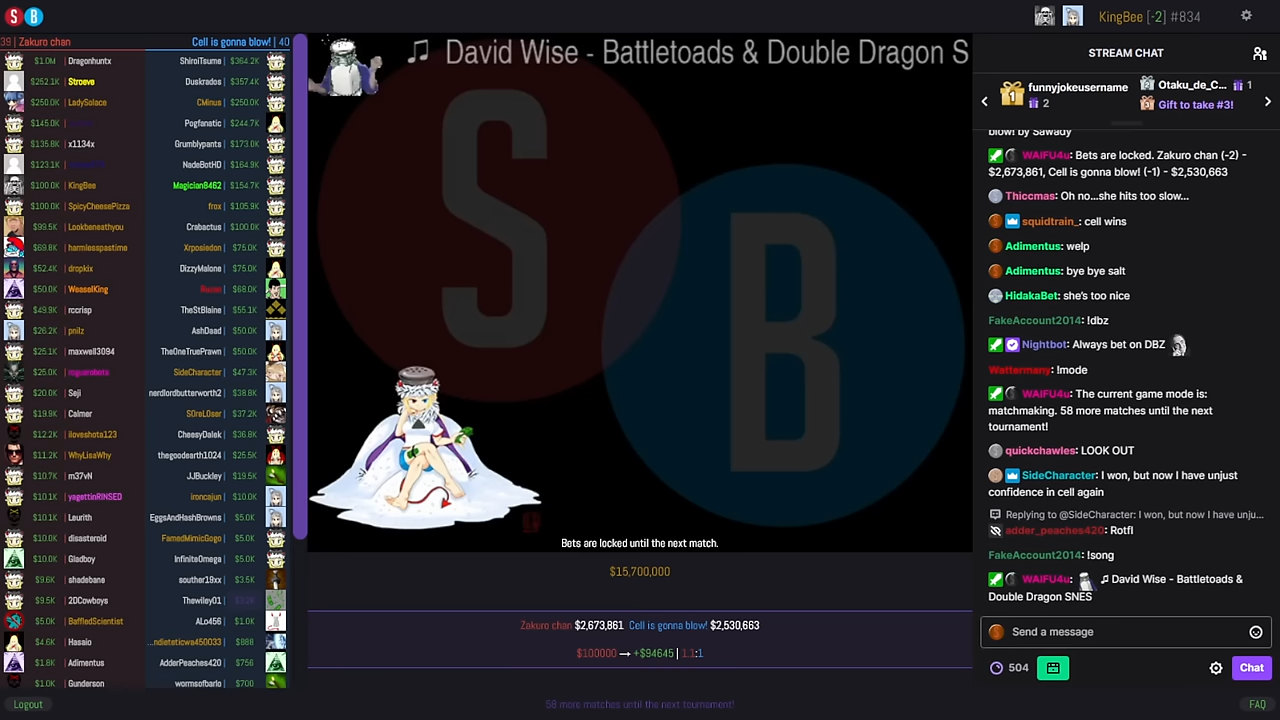 S B
KingBee [-2] #834
39 | Zakuro chan
Cell is gonna blow! | 40
$1.0M | Dragonhuntx
ShiroiTsume | $364.2K
$252.1K | Stroeve
Duskrados | $357.4K
$250.0K | LadySolace
CMinus | $250.0K
$145.0K |
Pogfanatic | $244.7K
$135.8K | x1134x
Grumblypants | $173.0K
$123.1K |
NadeBotHD | $164.9K
$100.0K | KingBee
Magician8462 | $154.7K
$100.0K | SpicyCheesePizza
frox | $105.9K
$99.5K | Lookbeneathyou
Crabactus | $100.0K
$69.8K | harmlesspastime
Xrposiedon | $75.0K
$52.4K | dropkix
DizzyMalone | $75.0K
$50.0K | WeaselKing
| $68.0K
$49.9K | rccrisp
TheStBlaine | $55.1K
$26.2K | pnilz
AshDaad | $50.0K
$25.1K | maxwell3094
TheOneTruePrawn | $50.0K
$25.0K | roguerobots
SideCharacter | $47.3K
$20.0K | Seji
nerdlordbutterworth2 | $38.8K
$19.9K | Calmer
S0reL0ser | $37.2K
$12.2K | iloveshota123
CheesyDalek | $36.8K
$11.2K | WhyLisaWhy
thegoodearth1024 | $25.5K
$10.7K | m37vN
JJBuckley | $19.5K
$10.1K | yagettinRINSED
ironcajun | $10.0K
$10.1K | Leurith
EggsAndHashBrowns | $5.0K
$10.0K | disasteroid
FamedMimicGogo | $5.0K
$10.0K | Gladboy
InfiniteOmega | $5.0K
$9.6K | shadebane
souther19xx | $3.5K
$9.5K | 2DCowboys
Thewiley01 |
$5.0K | BaffledScientist
ALo456 | $1.0K
$4.6K | Hasaio
...ndieteticwa450033 | $888
$1.8K | Adimentus
AdderPeaches420 | $756
$1.0K | Gunderson
wormsofbarlo | $700
♫ David Wise - Battletoads & Double Dragon S
S
B
Bets are locked until the next match.
$15,700,000
Zakuro chan $2,673,861 Cell is gonna blow! $2,530,663
$100000 → +$94645 | 1.1:1
STREAM CHAT
1 funnyjokeusername
2
2 Otaku_de_C... 1
3 Gift to take #3!
blow! by Sawady
WAIFU4u: Bets are locked. Zakuro chan (-2) -
$2,673,861, Cell is gonna blow! (-1) - $2,530,663
Thiccmas: Oh no...she hits too slow...
squidtrain_: cell wins
Adimentus: welp
Adimentus: bye bye salt
HidakaBet: she's too nice
FakeAccount2014: !dbz
Nightbot: Always bet on DBZ
Wattermany: !mode
WAIFU4u: The current game mode is:
matchmaking. 58 more matches until the next
tournament!
quickchawles: LOOK OUT
SideCharacter: I won, but now I have unjust
confidence in cell again
Replying to @SideCharacter: I won, but now I have unju...
adder_peaches420: Rotfl
FakeAccount2014: !song
WAIFU4u: ♫ David Wise - Battletoads &
Double Dragon SNES
Send a message
504
Chat
Logout
58 more matches until the next tournament!
FAQ